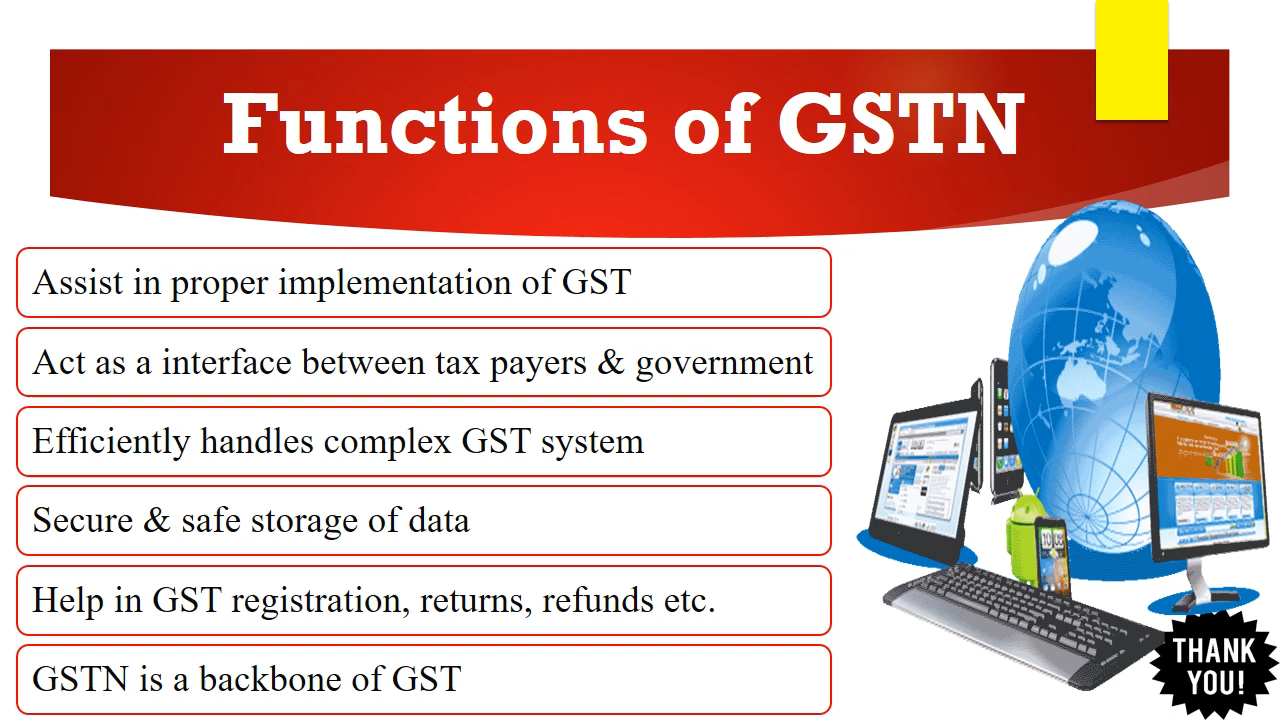 Functions of GSTN
Assist in proper implementation of GST
Act as a interface between tax payers & government
Efficiently handles complex GST system
Secure & safe storage of data
Help in GST registration, returns, refunds etc.
GSTN is a backbone of GST
THANK
YOU!